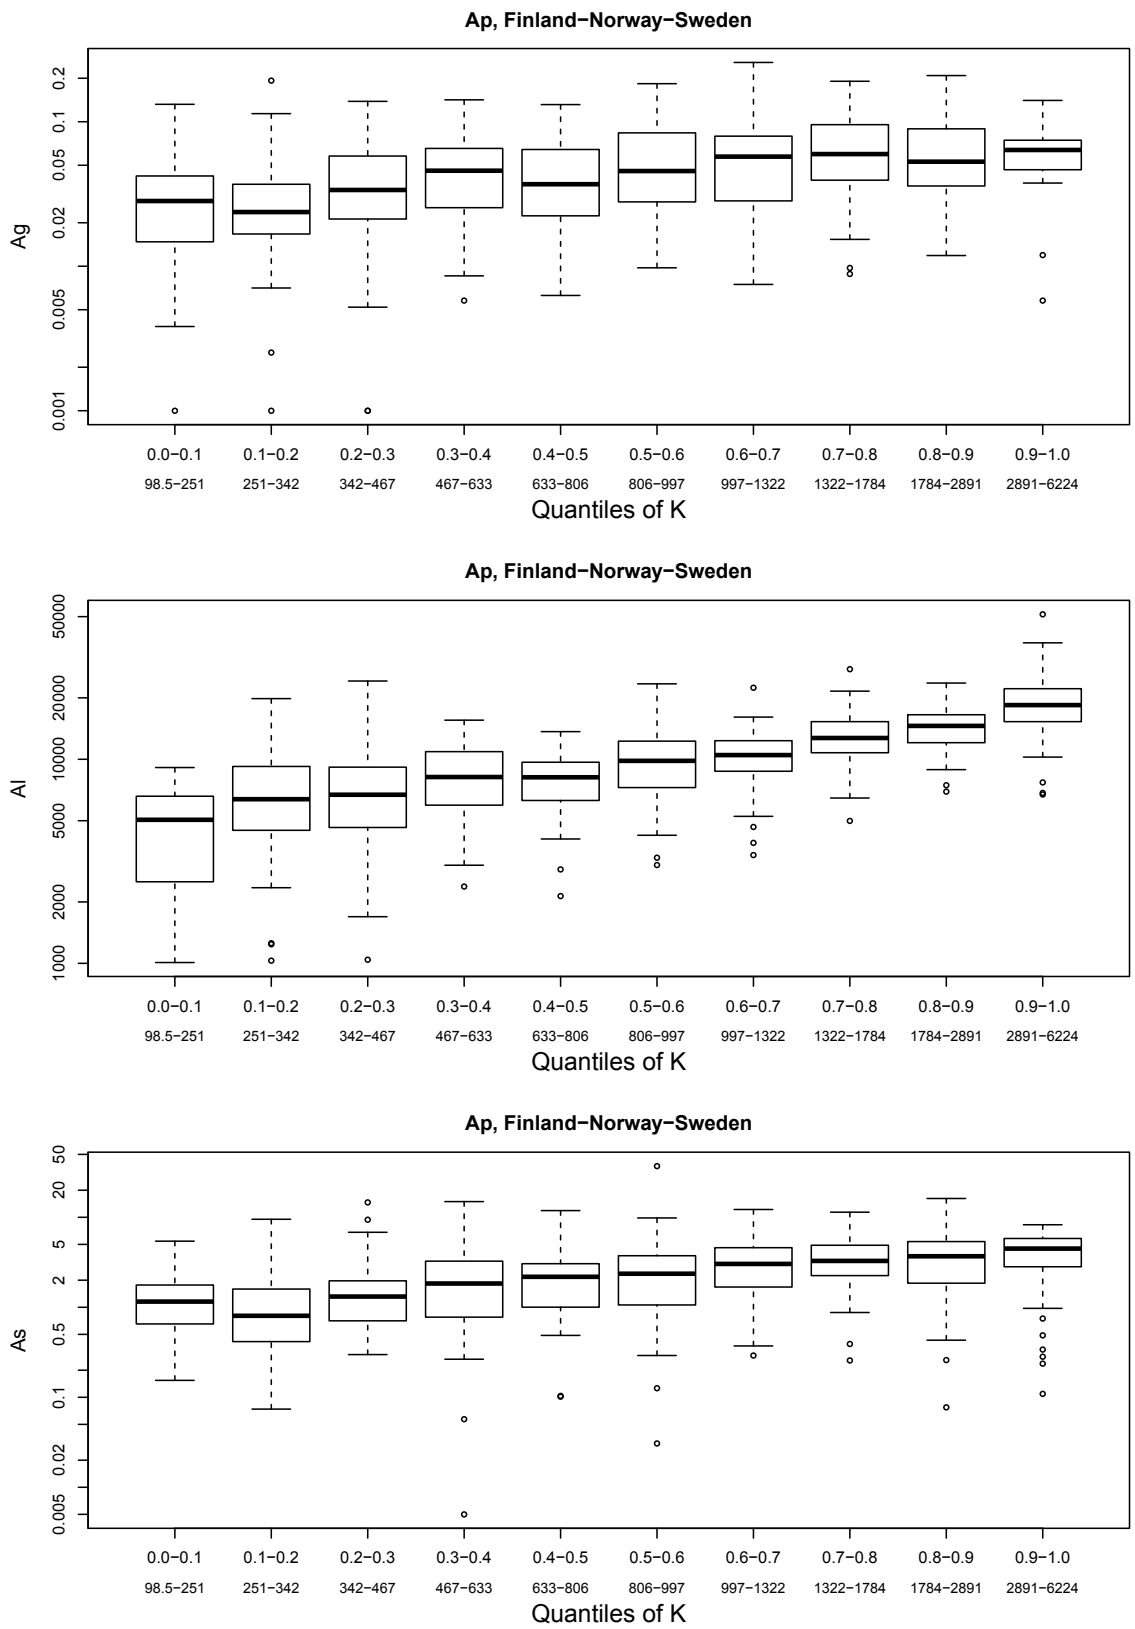 Ap, Finland−Norway−Sweden
Ag
0.2
0.1
0.05
0.02
0.005
0.001
0.0−0.1 0.1−0.2 0.2−0.3 0.3−0.4 0.4−0.5 0.5−0.6 0.6−0.7 0.7−0.8 0.8−0.9 0.9−1.0
98.5−251 251−342 342−467 467−633 633−806 806−997 997−1322 1322−1784 1784−2891 2891−6224
Quantiles of K
Ap, Finland−Norway−Sweden
Al
50000
20000
10000
5000
2000
1000
0.0−0.1 0.1−0.2 0.2−0.3 0.3−0.4 0.4−0.5 0.5−0.6 0.6−0.7 0.7−0.8 0.8−0.9 0.9−1.0
98.5−251 251−342 342−467 467−633 633−806 806−997 997−1322 1322−1784 1784−2891 2891−6224
Quantiles of K
Ap, Finland−Norway−Sweden
As
50
20
5
2
0.5
0.1
0.02
0.005
0.0−0.1 0.1−0.2 0.2−0.3 0.3−0.4 0.4−0.5 0.5−0.6 0.6−0.7 0.7−0.8 0.8−0.9 0.9−1.0
98.5−251 251−342 342−467 467−633 633−806 806−997 997−1322 1322−1784 1784−2891 2891−6224
Quantiles of K